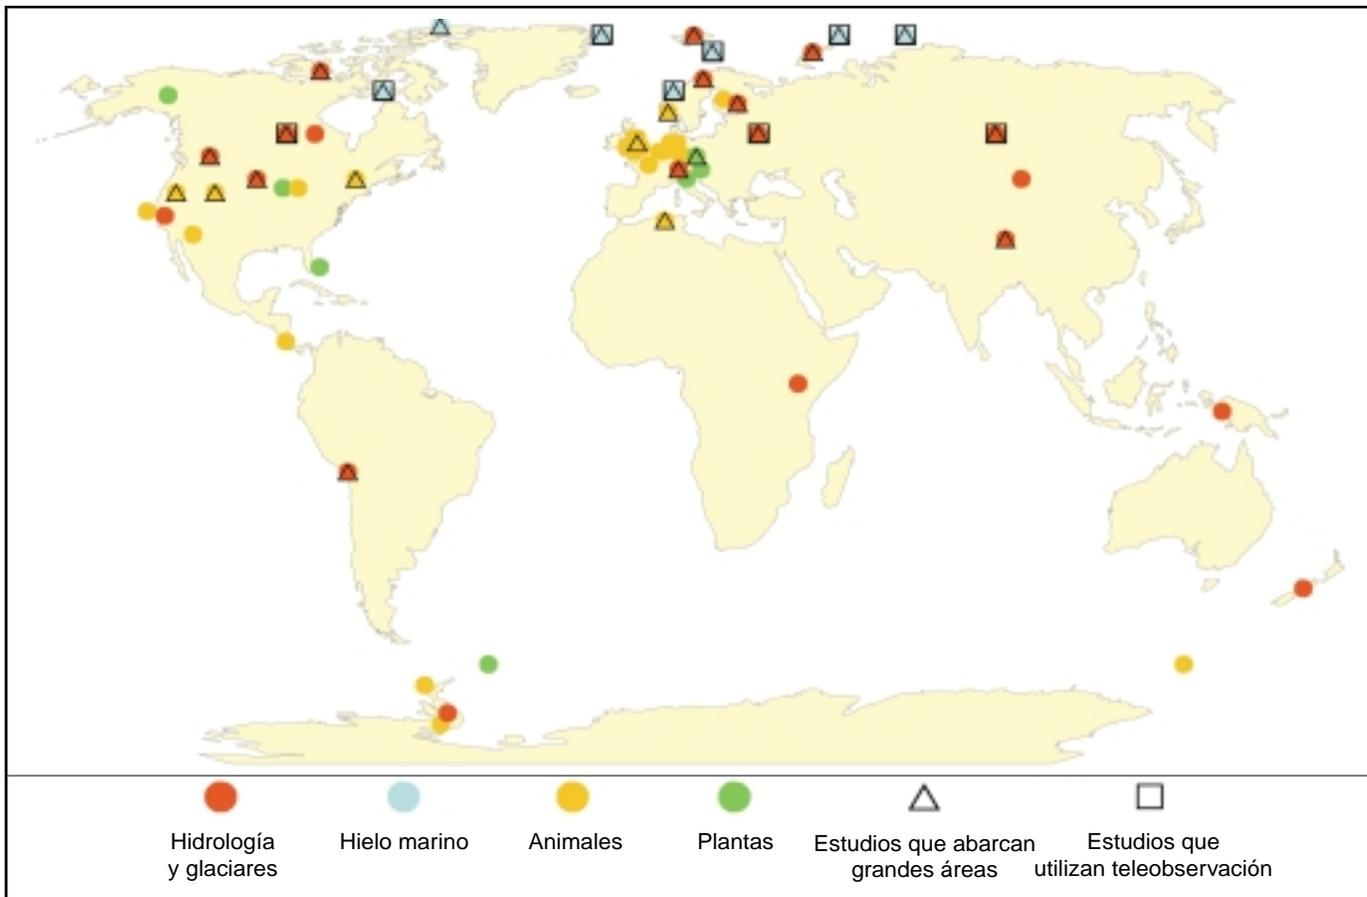 Hidrología
y glaciares
Hielo marino
Animales
Plantas
Estudios que abarcan
grandes áreas
Estudios que
utilizan teleobservación